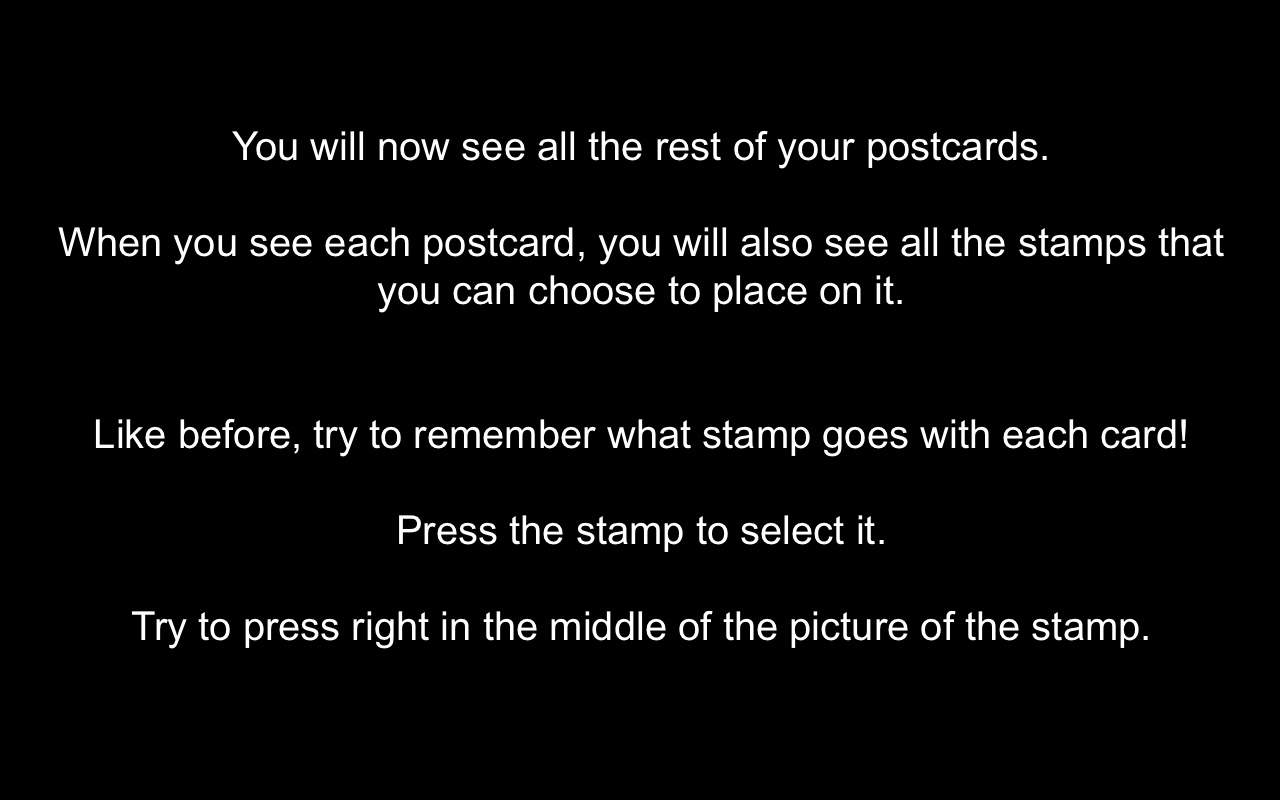 You will now see all the rest of your postcards.
When you see each postcard, you will also see all the stamps that
you can choose to place on it.
Like before, try to remember what stamp goes with each card!
Press the stamp to select it.
Try to press right in the middle of the picture of the stamp.